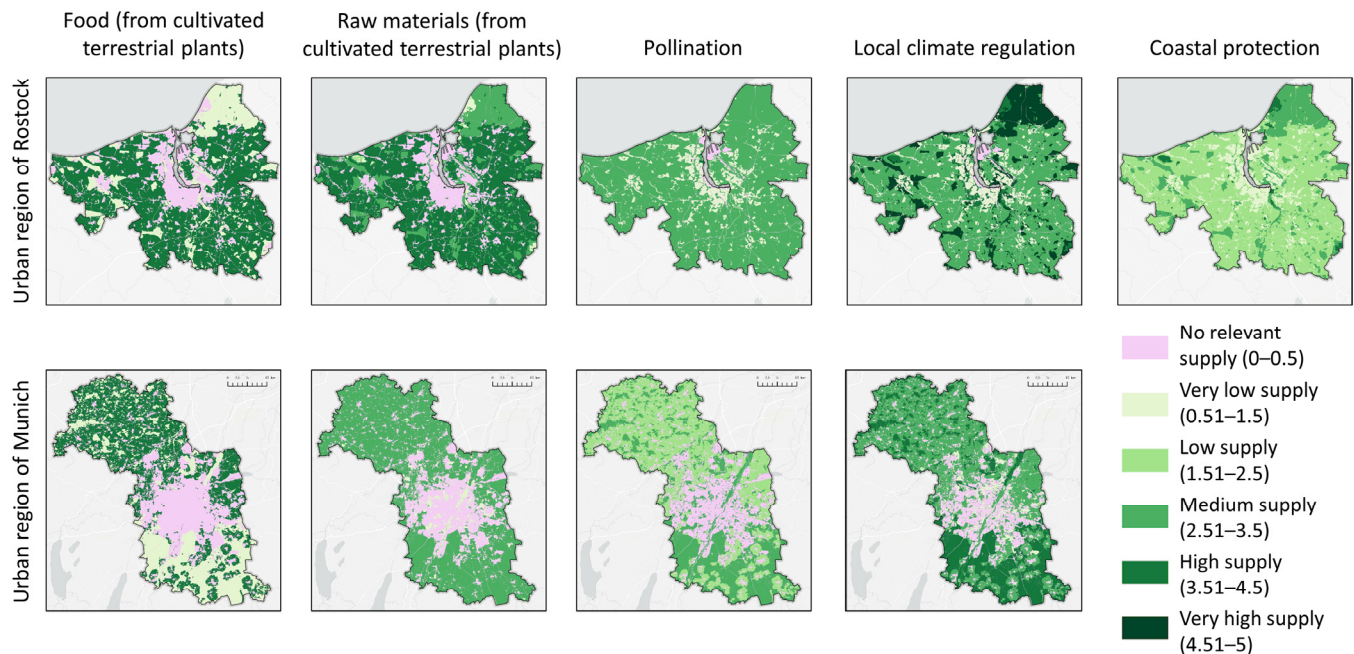 Food (from cultivated
terrestrial plants)
Raw materials (from
cultivated terrestrial plants)
Pollination
Local climate regulation
Coastal protection
Urban region of Rostock
Urban region of Munich
No relevant
supply (0–0.5)
Very low supply
(0.51–1.5)
Low supply
(1.51–2.5)
Medium supply
(2.51–3.5)
High supply
(3.51–4.5)
Very high supply
(4.51–5)